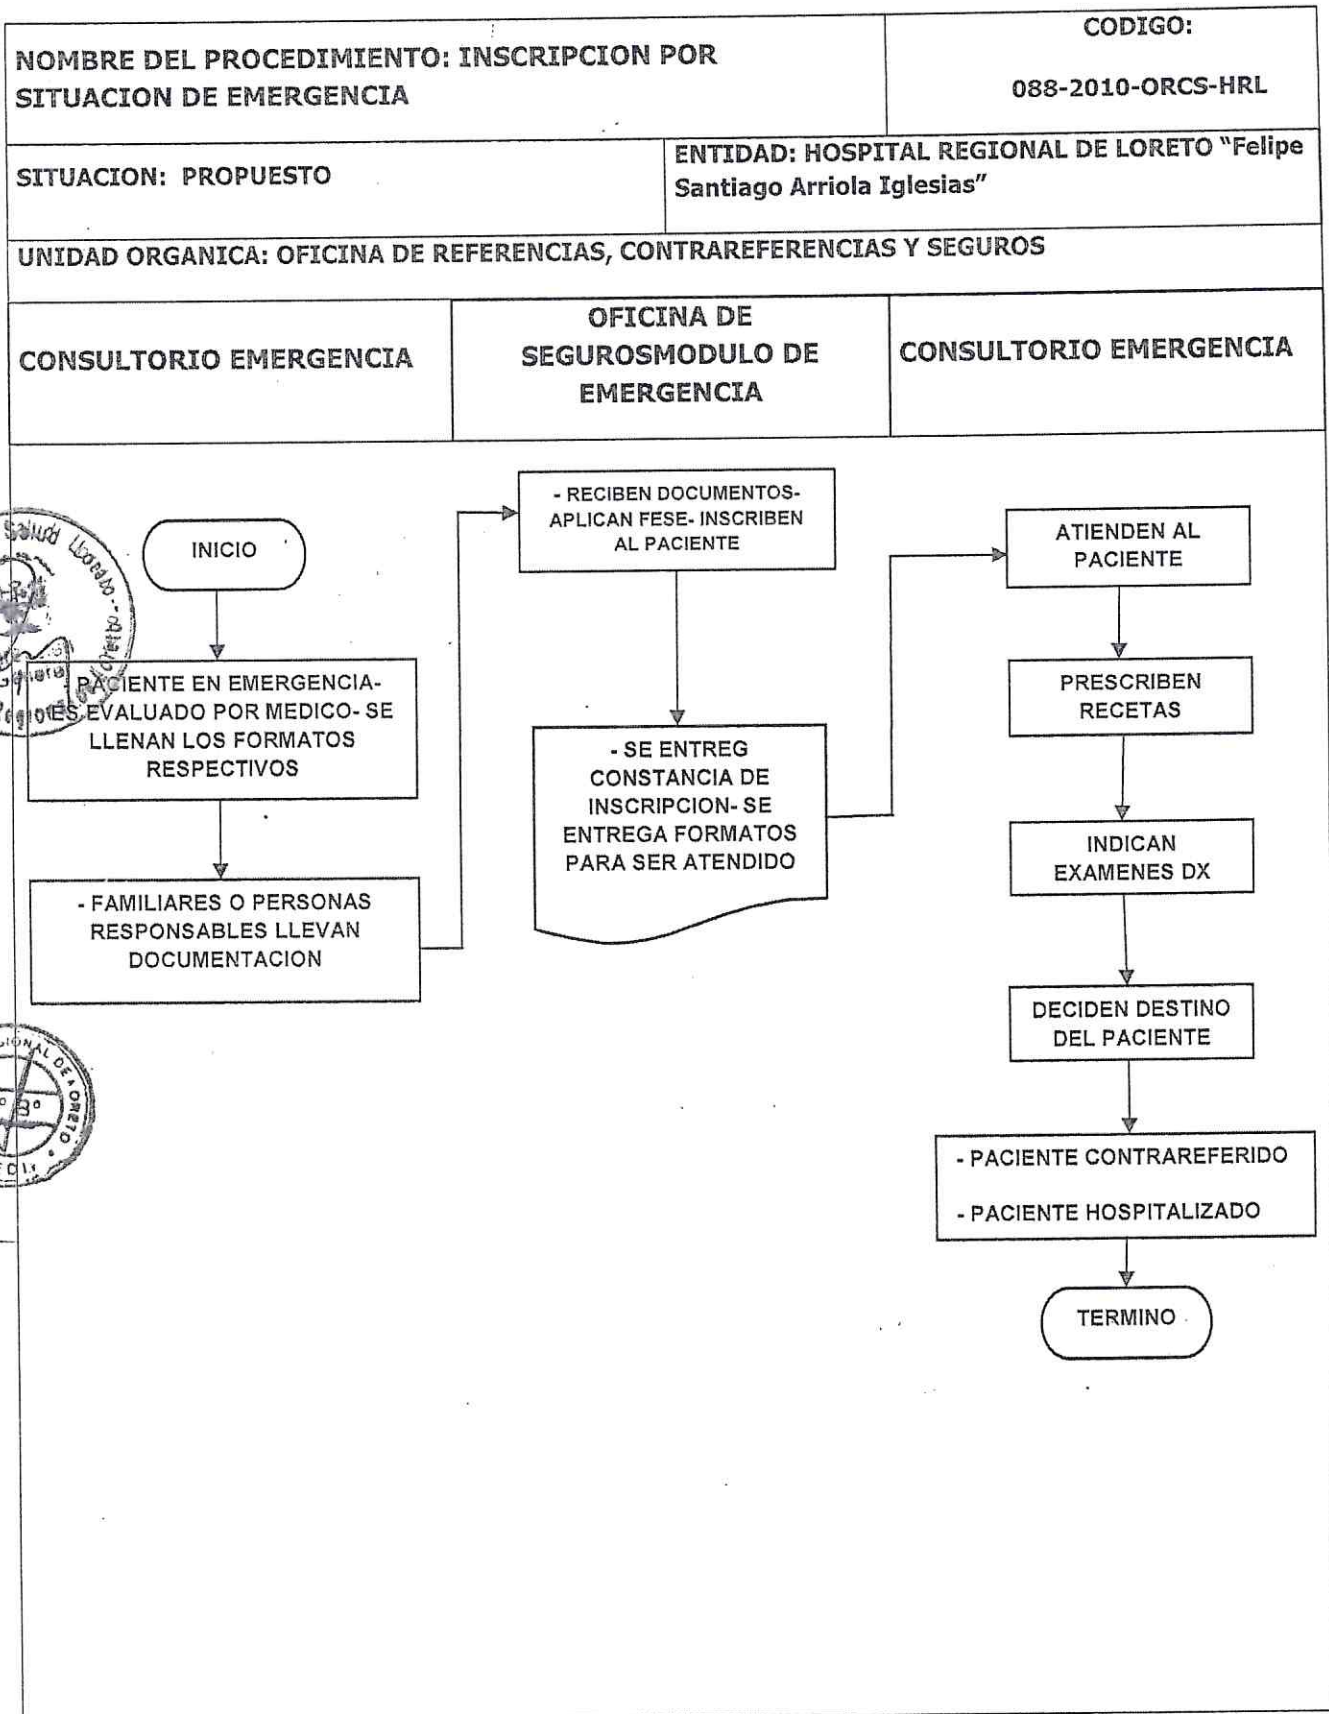 NOMBRE DEL PROCEDIMIENTO: INSCRIPCION POR
SITUACION DE EMERGENCIA
CODIGO:
088-2010-ORCS-HRL
SITUACION: PROPUESTO
ENTIDAD: HOSPITAL REGIONAL DE LORETO "Felipe
Santiago Arriola Iglesias"
UNIDAD ORGANICA: OFICINA DE REFERENCIAS, CONTRAREFERENCIAS Y SEGUROS
CONSULTORIO EMERGENCIA
OFICINA DE
SEGUROSMODULO DE
EMERGENCIA
CONSULTORIO EMERGENCIA
INICIO
PACIENTE EN EMERGENCIA-
ES EVALUADO POR MEDICO- SE
LLENAN LOS FORMATOS
RESPECTIVOS
- FAMILIARES O PERSONAS
RESPONSABLES LLEVAN
DOCUMENTACION
- RECIBEN DOCUMENTOS-
APLICAN FESE- INSCRIBEN
AL PACIENTE
- SE ENTREG
CONSTANCIA DE
INSCRIPCION- SE
ENTREGA FORMATOS
PARA SER ATENDIDO
ATIENDEN AL
PACIENTE
PRESCRIBEN
RECETAS
INDICAN
EXAMENES DX
DECIDEN DESTINO
DEL PACIENTE
- PACIENTE CONTRAREFERIDO
- PACIENTE HOSPITALIZADO
TERMINO
Salud
DE LORETO